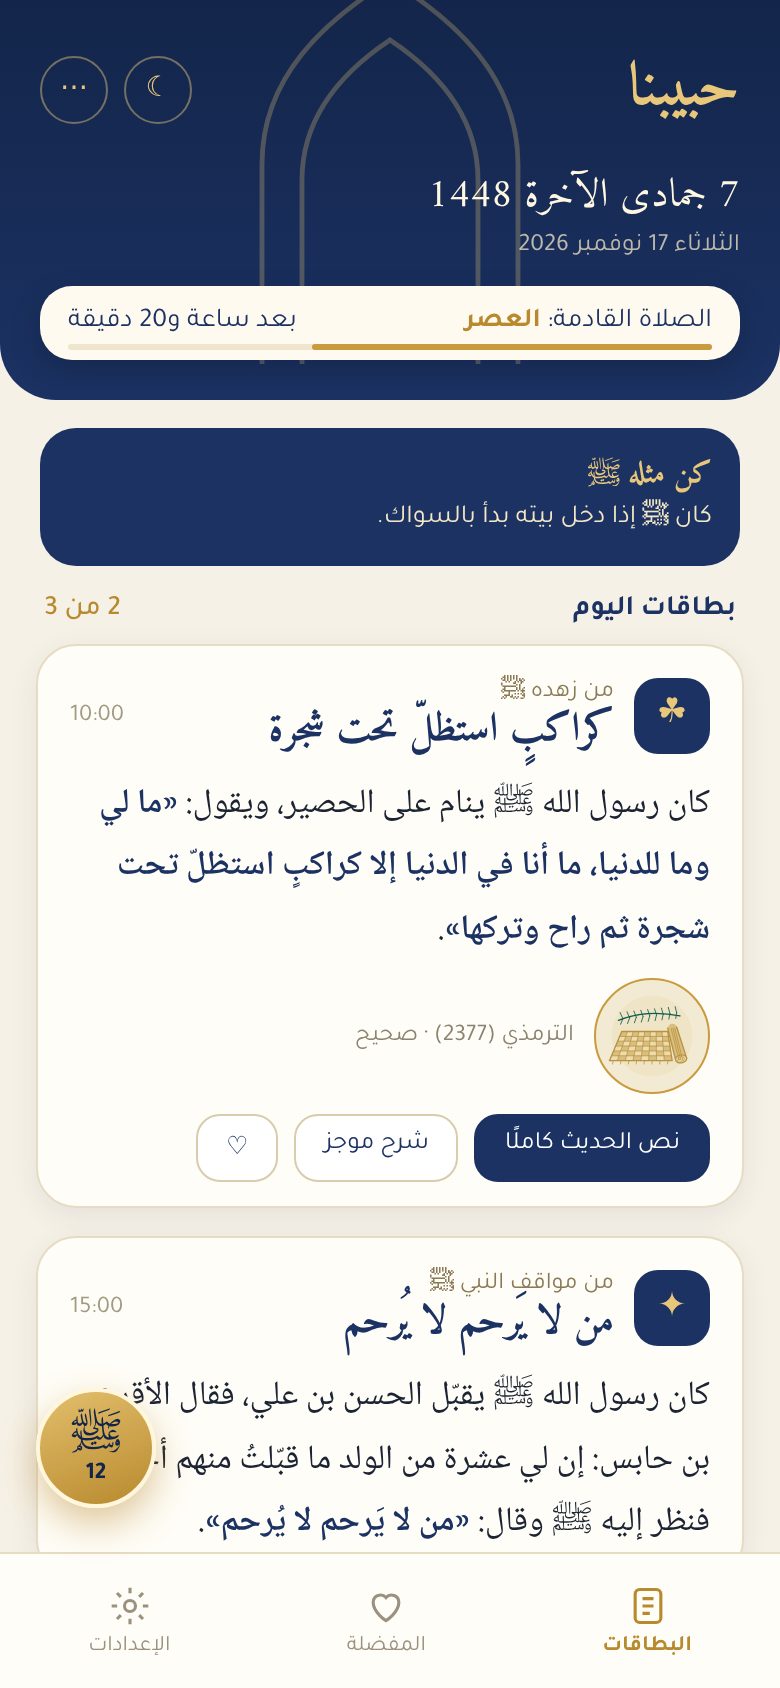 حبيبنا
7 جمادى الآخرة 1448
الثلاثاء 17 نوفمبر 2026
الصلاة القادمة: العصر
بعد ساعة و20 دقيقة
كن مثله ﷺ
كان ﷺ إذا دخل بيته بدأ بالسواك.
بطاقات اليوم
2 من 3
من زهده ﷺ
كراكبٍ استظلّ تحت شجرة
10:00
كان رسول الله ﷺ ينام على الحصير، ويقول: «ما لي
وما للدنيا، ما أنا في الدنيا إلا كراكبٍ استظلّ تحت
شجرة ثم راح وتركها».
الترمذي (2377) · صحيح
نص الحديث كاملًا
شرح موجز
من مواقف النبي ﷺ
من لا يَرحم لا يُرحم
15:00
كان رسول الله ﷺ يقبّل الحسن بن علي، فقال
بن حابس: إن لي عشرة من الولد ما قبّلتُ منهم
فنظر إليه ﷺ وقال: «من لا يَرحم لا يُرحم».
ﷺ
12
البطاقات
المفضلة
الإعدادات